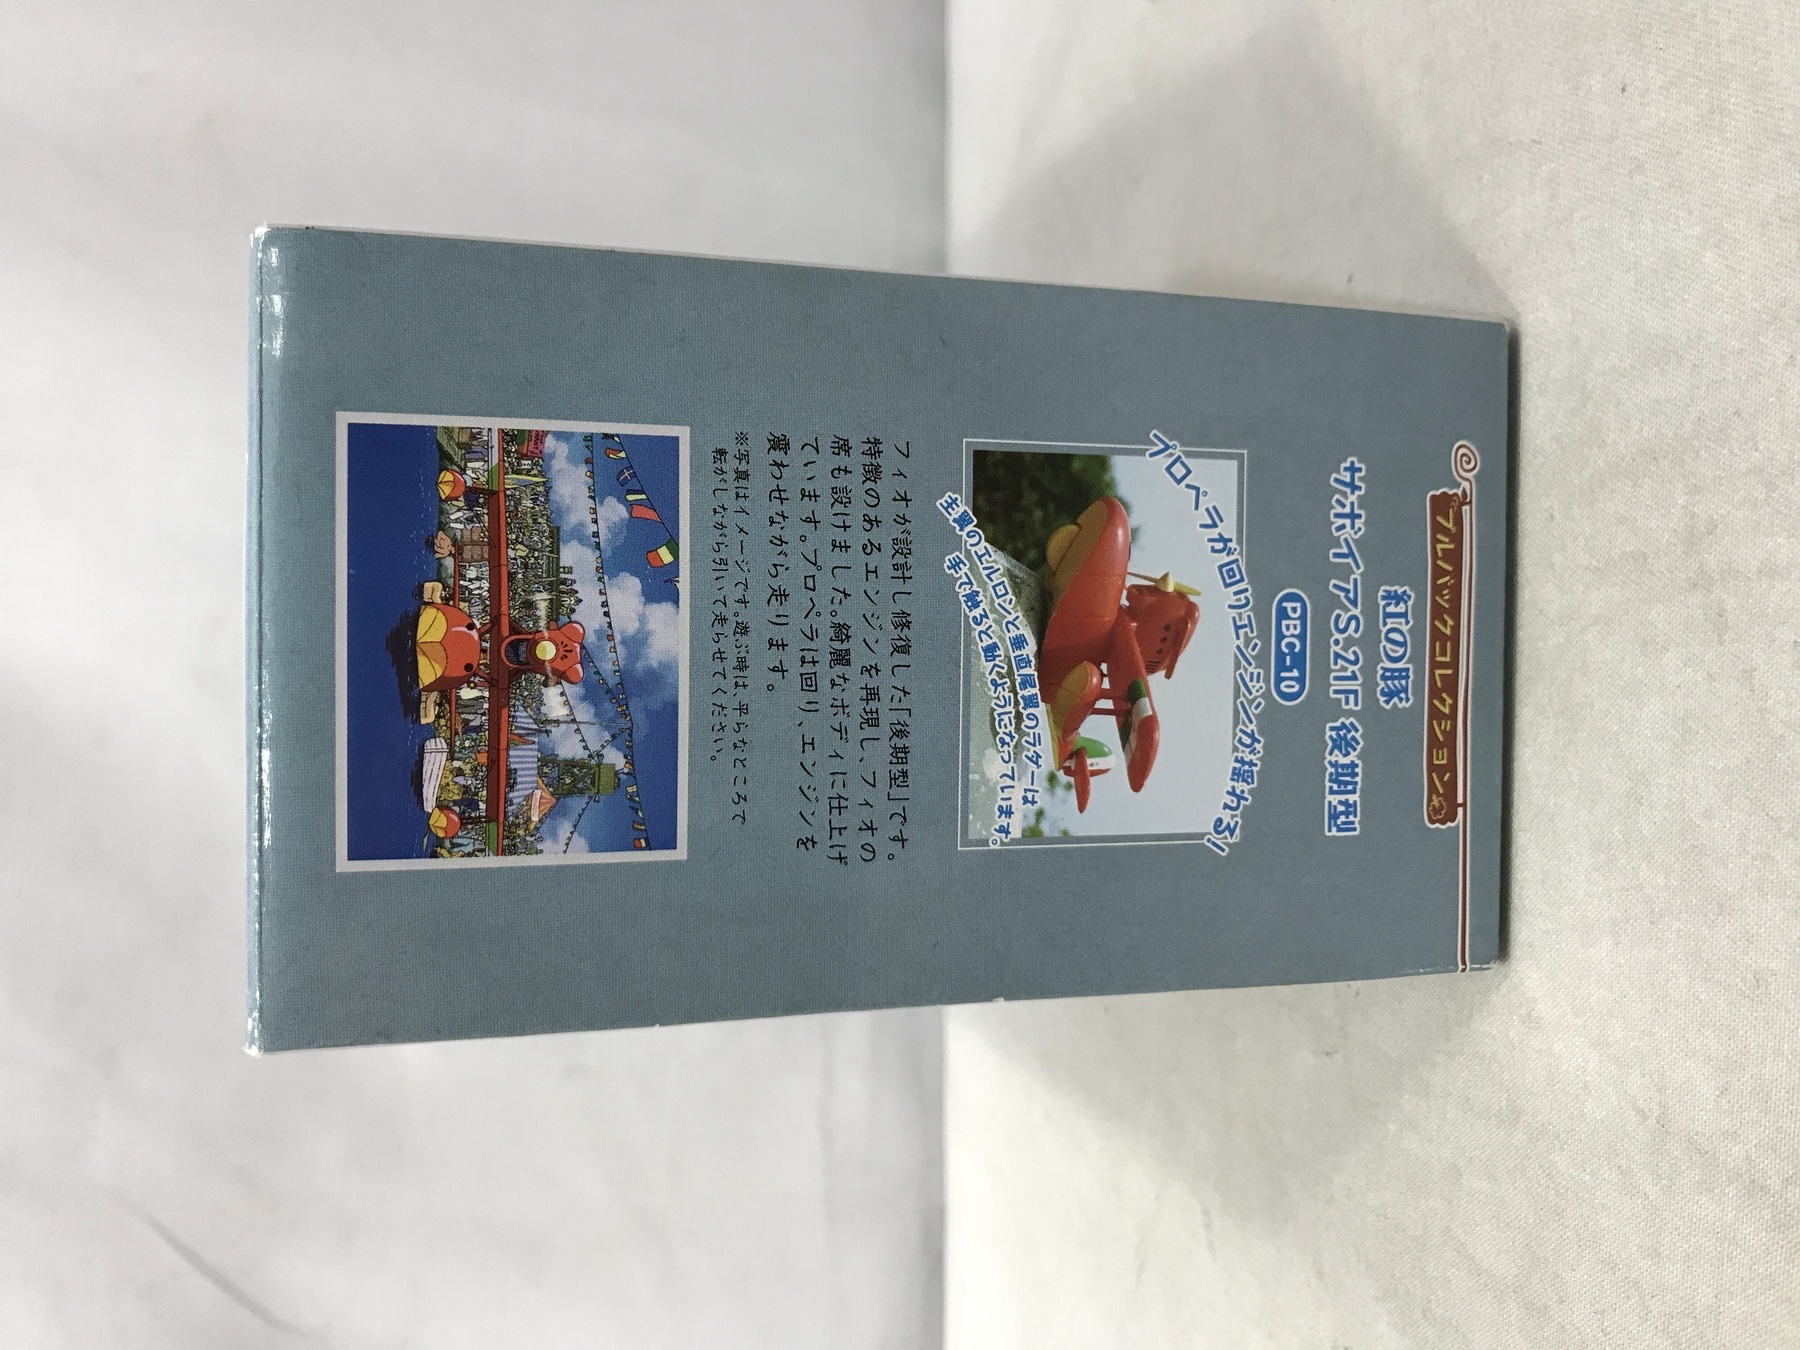 プルバックコレクション
紅の豚
サボイアS.21F 後期型
PBC-10
プロペラが回りエンジンが揺れる!
主翼のエルロンと垂直尾翼のラダーは
手で触ると動くようになっています。
フィオが設計し修復した「後期型」です。
特徴のあるエンジンを再現し、フィオの
席も設けました。綺麗なボディに仕上げ
ています。プロペラは回り、エンジンを
震わせながら走ります。
※写真はイメージです。遊ぶ時は、平らなところで
転がしながら引いて走らせてください。